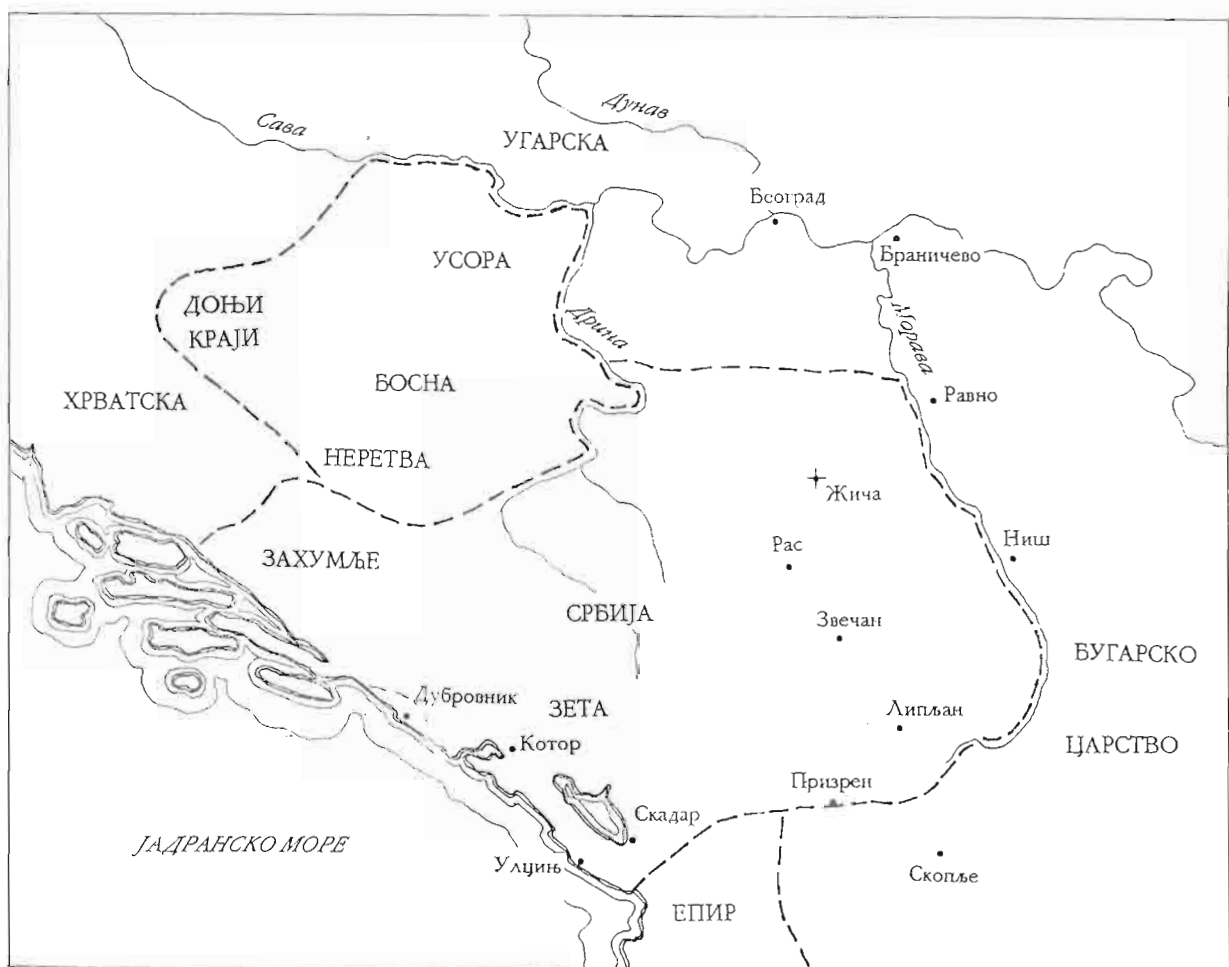 Сава
Дунав
УГАРСКА
Београд
Браничево
УСОРА
ДОЊИ
КРАЈИ
Дрина
Морава
БОСНА
ХРВАТСКА
Равно
НЕРЕТВА
Жича
ЗАХУМЉЕ
Рас
Ниш
СРБИЈА
Звечан
БУГАРСКО
ЦАРСТВО
Дубровник
ЗЕТА
Липљан
Котор
Призрен
Скадар
ЈАДРАНСКО МОРЕ
Улцињ
Скопље
ЕПИР